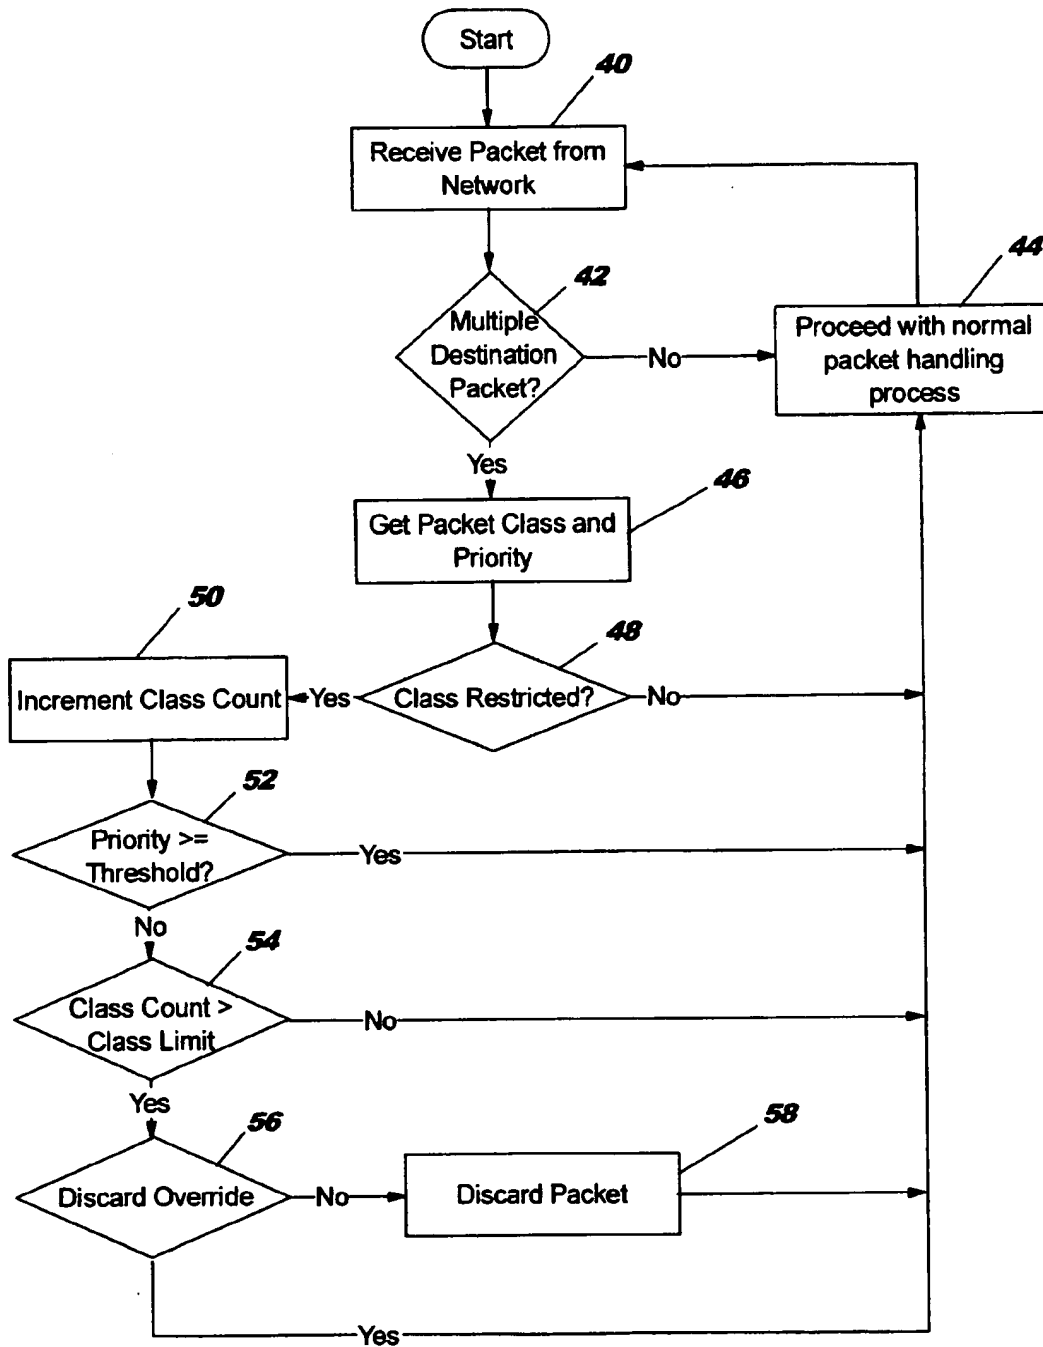 Start
40
Receive Packet from
Network
42
Multiple
Destination
Packet?
No
44
Proceed with normal
packet handling
process
Yes
46
Get Packet Class and
Priority
50
Increment Class Count
Yes
48
Class Restricted?
No
52
Priority >=
Threshold?
Yes
No
54
Class Count >
Class Limit
No
Yes
56
Discard Override
No
58
Discard Packet
Yes